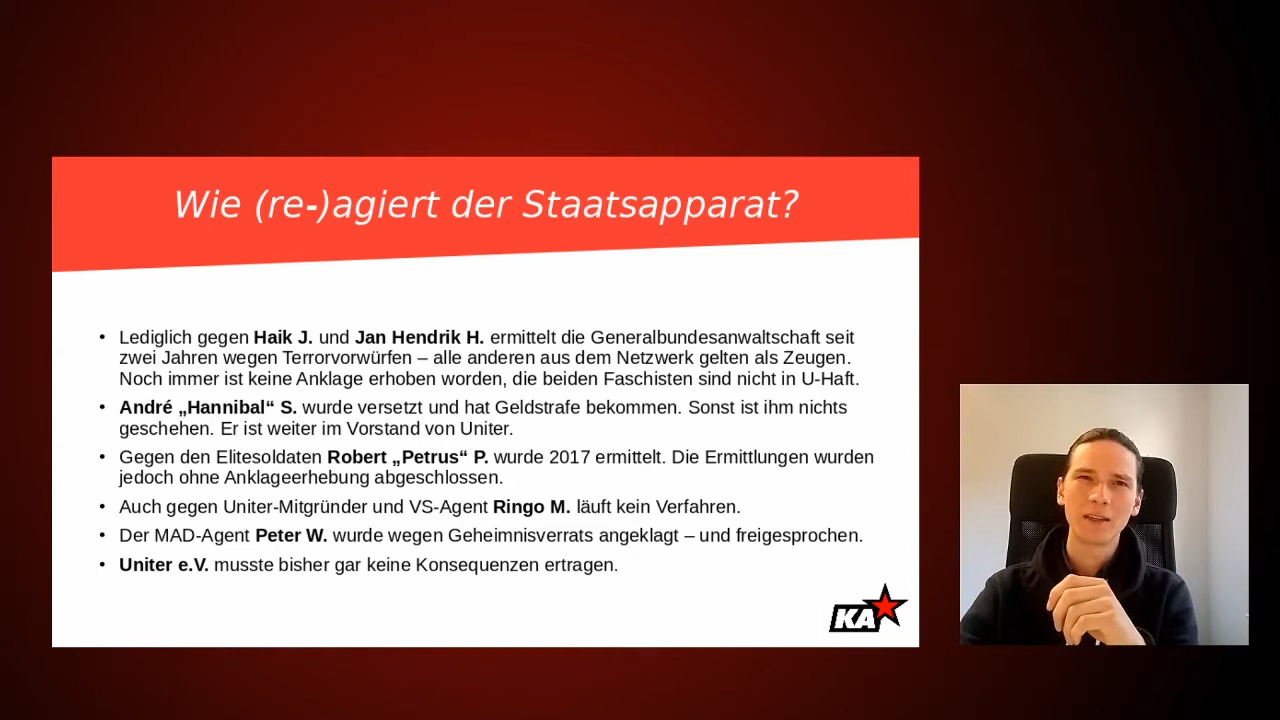 Wie (re-)agiert der Staatsapparat?
• Lediglich gegen Haik J. und Jan Hendrik H. ermittelt die Generalbundesanwaltschaft seit
zwei Jahren wegen Terrorvorwürfen – alle anderen aus dem Netzwerk gelten als Zeugen.
Noch immer ist keine Anklage erhoben worden, die beiden Faschisten sind nicht in U-Haft.
• André „Hannibal“ S. wurde versetzt und hat Geldstrafe bekommen. Sonst ist ihm nichts
geschehen. Er ist weiter im Vorstand von Uniter.
• Gegen den Elitesoldaten Robert „Petrus“ P. wurde 2017 ermittelt. Die Ermittlungen wurden
jedoch ohne Anklageerhebung abgeschlossen.
• Auch gegen Uniter-Mitgründer und VS-Agent Ringo M. läuft kein Verfahren.
• Der MAD-Agent Peter W. wurde wegen Geheimnisverrats angeklagt – und freigesprochen.
• Uniter e.V. musste bisher gar keine Konsequenzen ertragen.
KA